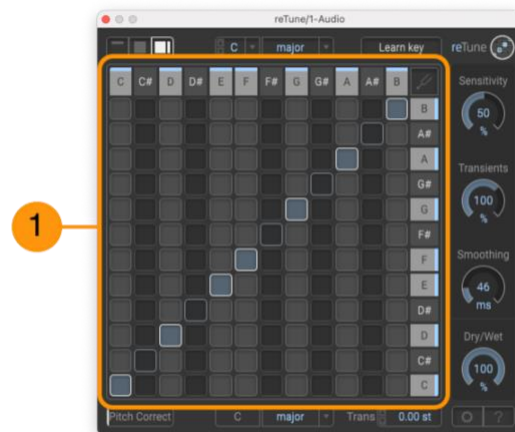 reTune/1-Audio
C major Learn key reTune
C C# D D# E F F# G G# A A# B
Sensitivity
50
%
B
A#
A
G#
G
F#
F
E
D#
D
C#
C
Transients
100
%
1
Smoothing
46
ms
Dry/Wet
100
%
Pitch Correct C major Trans 0.00 st ?